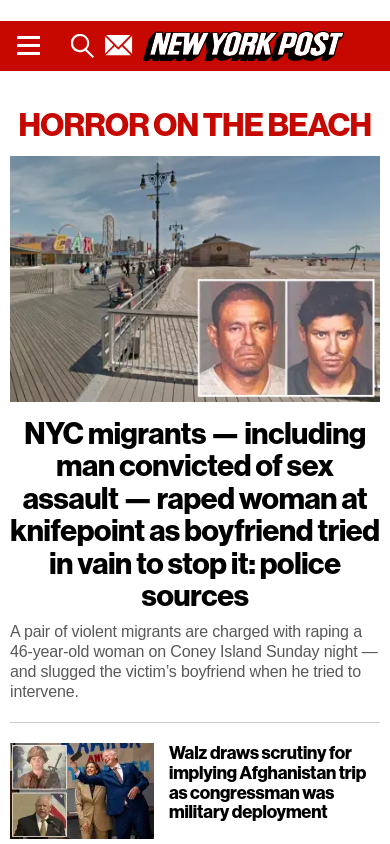 NEW YORK POST
HORROR ON THE BEACH
NYC migrants — including
man convicted of sex
assault — raped woman at
knifepoint as boyfriend tried
in vain to stop it: police
sources
A pair of violent migrants are charged with raping a
46-year-old woman on Coney Island Sunday night —
and slugged the victim’s boyfriend when he tried to
intervene.
Walz draws scrutiny for
implying Afghanistan trip
as congressman was
military deployment